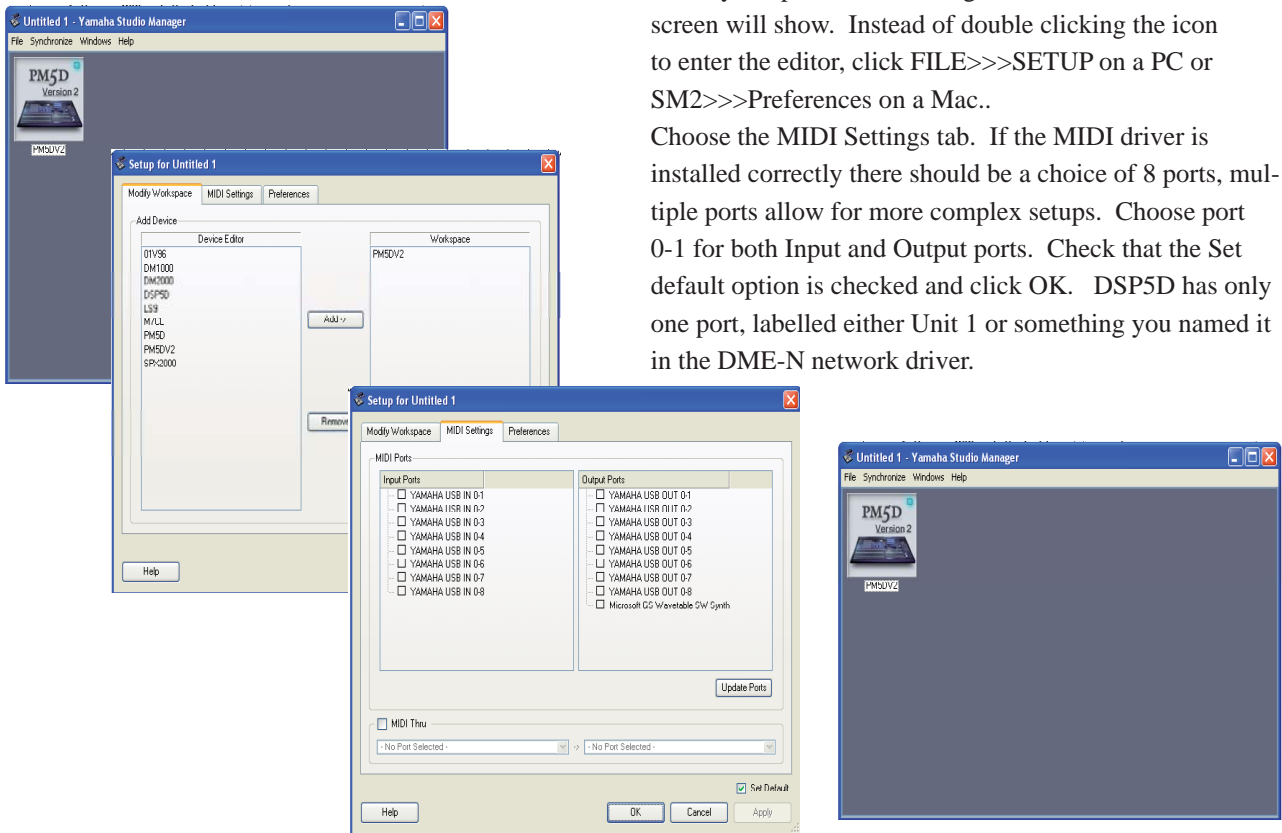 Untitled 1 - Yamaha Studio Manager
File Synchronize Windows Help
PM5D
Version 2
PM5DV2
screen will show. Instead of double clicking the icon
to enter the editor, click FILE>>>SETUP on a PC or
SM2>>>Preferences on a Mac..
Choose the MIDI Settings tab. If the MIDI driver is
installed correctly there should be a choice of 8 ports, mul-
tiple ports allow for more complex setups. Choose port
0-1 for both Input and Output ports. Check that the Set
default option is checked and click OK. DSP5D has only
one port, labelled either Unit 1 or something you named it
in the DME-N network driver.
Setup for Untitled 1
Modify Workspace MIDI Settings Preferences
Add Device
Device Editor
01V96
DM1000
DM2000
DSP5D
LS9
M7CL
PM5D
PM5DV2
SPX2000
Add ->
Workspace
PM5DV2
Remove
Help
Setup for Untitled 1
Modify Workspace MIDI Settings Preferences
MIDI Ports
Input Ports
YAMAHA USB IN 0-1
YAMAHA USB IN 0-2
YAMAHA USB IN 0-3
YAMAHA USB IN 0-4
YAMAHA USB IN 0-5
YAMAHA USB IN 0-6
YAMAHA USB IN 0-7
YAMAHA USB IN 0-8
Output Ports
YAMAHA USB OUT 0-1
YAMAHA USB OUT 0-2
YAMAHA USB OUT 0-3
YAMAHA USB OUT 0-4
YAMAHA USB OUT 0-5
YAMAHA USB OUT 0-6
YAMAHA USB OUT 0-7
YAMAHA USB OUT 0-8
Microsoft GS Wavetable SW Synth
Update Ports
MIDI Thru
- No Port Selected - -> - No Port Selected -
Set Default
Help OK Cancel Apply
Untitled 1 - Yamaha Studio Manager
File Synchronize Windows Help
PM5D
Version 2
PM5DV2